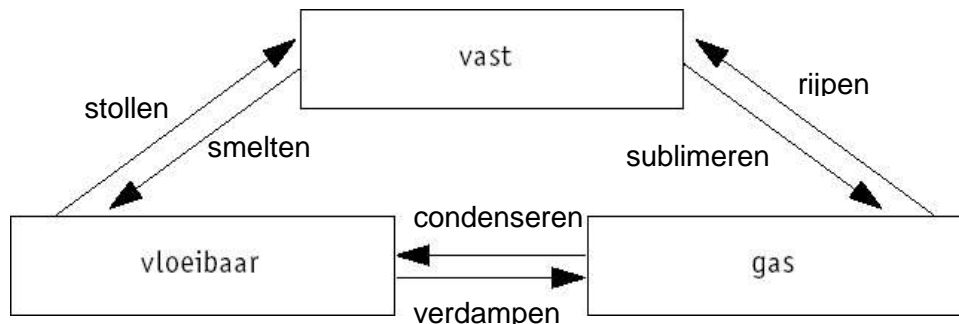 vast
rijpen
stollen
smelten
sublimeren
condenseren
vloeibaar
gas
verdampen